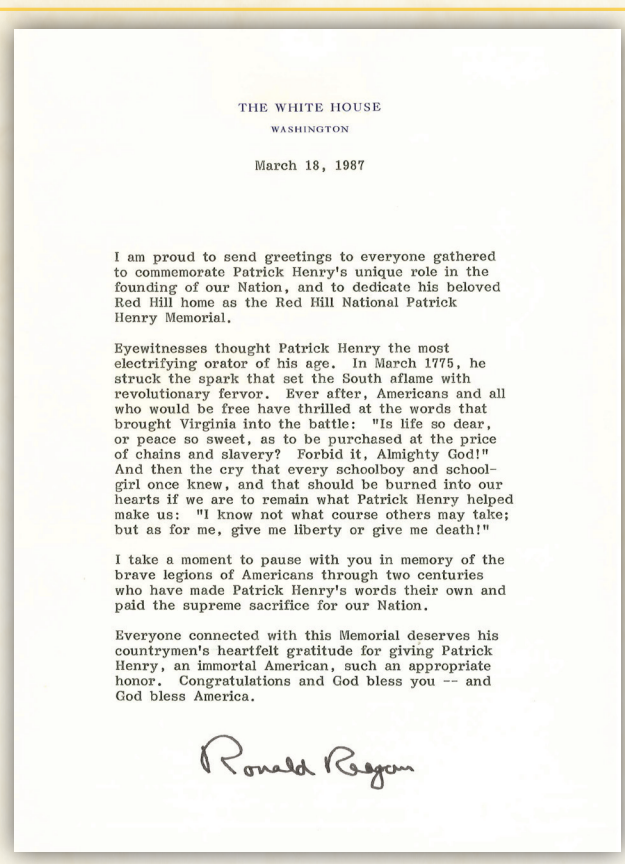 THE WHITE HOUSE
WASHINGTON
March 18, 1987
I am proud to send greetings to everyone gathered
to commemorate Patrick Henry's unique role in the
founding of our Nation, and to dedicate his beloved
Red Hill home as the Red Hill National Patrick
Henry Memorial.
Eyewitnesses thought Patrick Henry the most
electrifying orator of his age.  In March 1775, he
struck the spark that set the South aflame with
revolutionary fervor.  Ever after, Americans and all
who would be free have thrilled at the words that
brought Virginia into the battle:  "Is life so dear,
or peace so sweet, as to be purchased at the price
of chains and slavery?  Forbid it, Almighty God!"
And then the cry that every schoolboy and school-
girl once knew, and that should be burned into our
hearts if we are to remain what Patrick Henry helped
make us:  "I know not what course others may take;
but as for me, give me liberty or give me death!"
I take a moment to pause with you in memory of the
brave legions of Americans through two centuries
who have made Patrick Henry's words their own and
paid the supreme sacrifice for our Nation.
Everyone connected with this Memorial deserves his
countrymen's heartfelt gratitude for giving Patrick
Henry, an immortal American, such an appropriate
honor.  Congratulations and God bless you -- and
God bless America.
Ronald Reagan